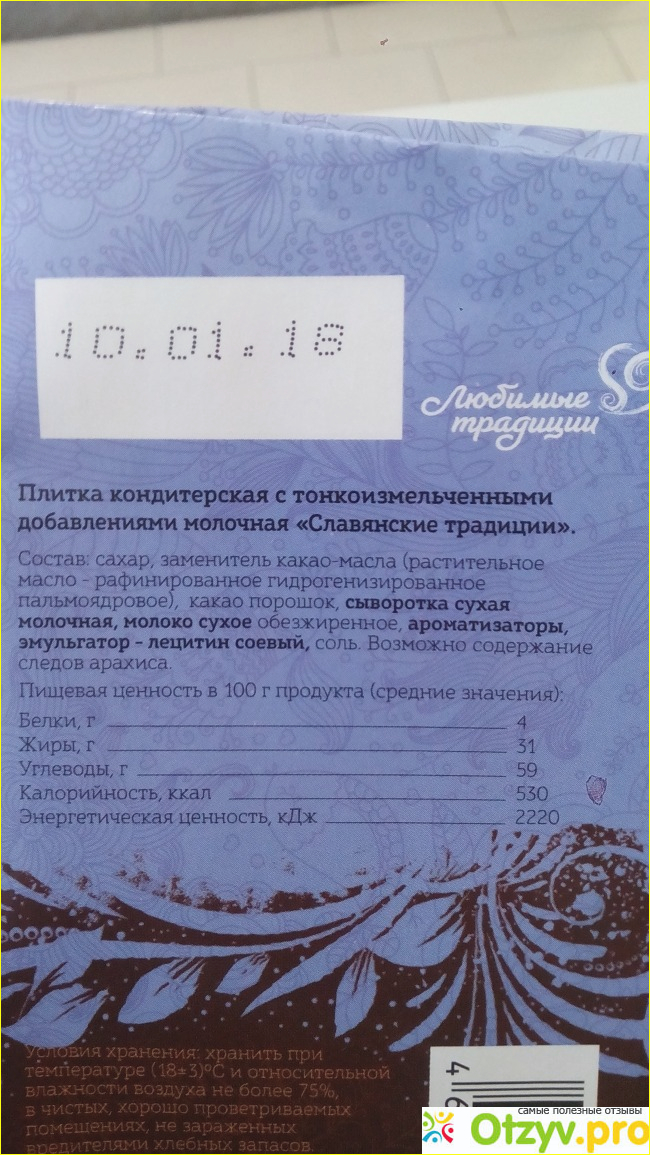 10.01.18
Любимые
традиции
Плитка кондитерская с тонкоизмельченными
добавлениями молочная «Славянские традиции».
Состав: сахар, заменитель какао-масла (растительное
масло - рафинированное гидрогенизированное
пальмоядровое), какао порошок, сыворотка сухая
молочная, молоко сухое обезжиренное, ароматизаторы,
эмульгатор - лецитин соевый, соль. Возможно содержание
следов арахиса.
Пищевая ценность в 100 г продукта (средние значения):
Белки, г 4
Жиры, г 31
Углеводы, г 59
Калорийность, ккал 530
Энергетическая ценность, кДж 2220
Условия хранения: хранить при
температуре (18±3)°С и относительной
влажности воздуха не более 75%,
в чистых, хорошо проветриваемых
помещениях, не зараженных
вредителями хлебных запасов.
4 6
самые полезные отзывы
Otzyv.pro